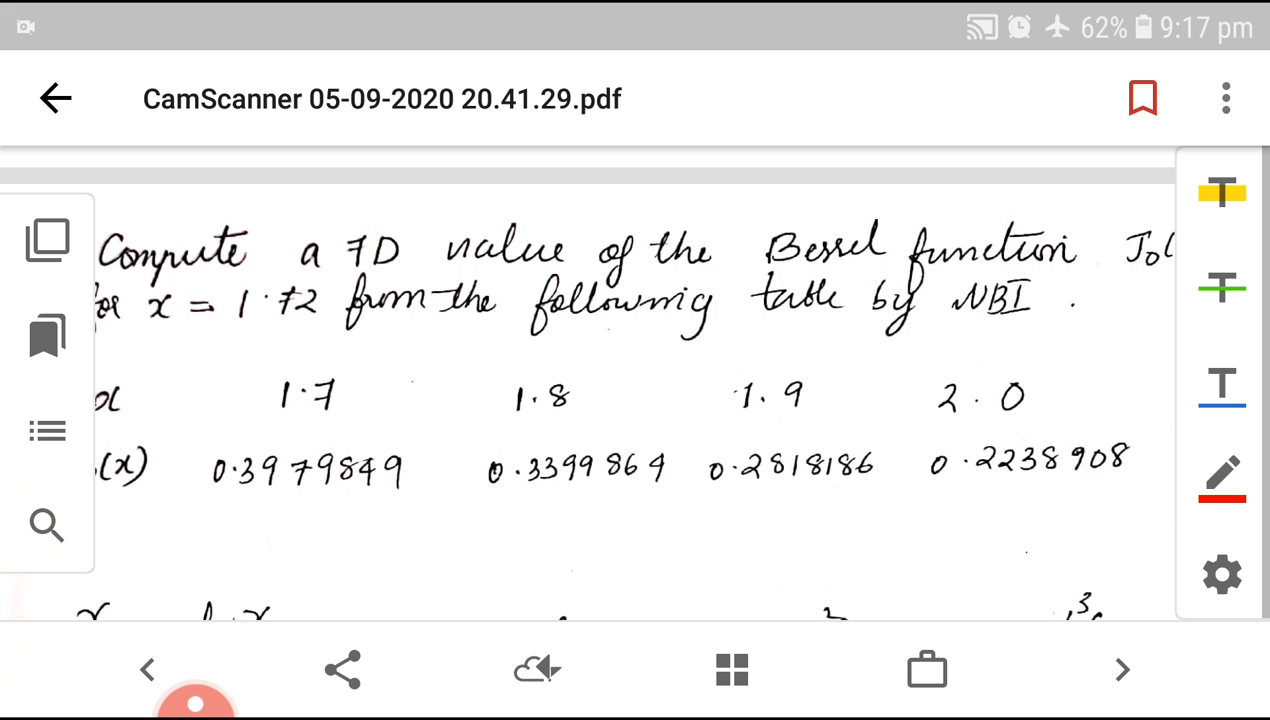 62% 9:17 pm
CamScanner 05-09-2020 20.41.29.pdf
Compute a 7D value of the Bessel function J₀(
for x = 1.72 from the following table by NBI.
x 1.7 1.8 1.9 2.0
(x) 0.3979849 0.3399864 0.2818186 0.2238908